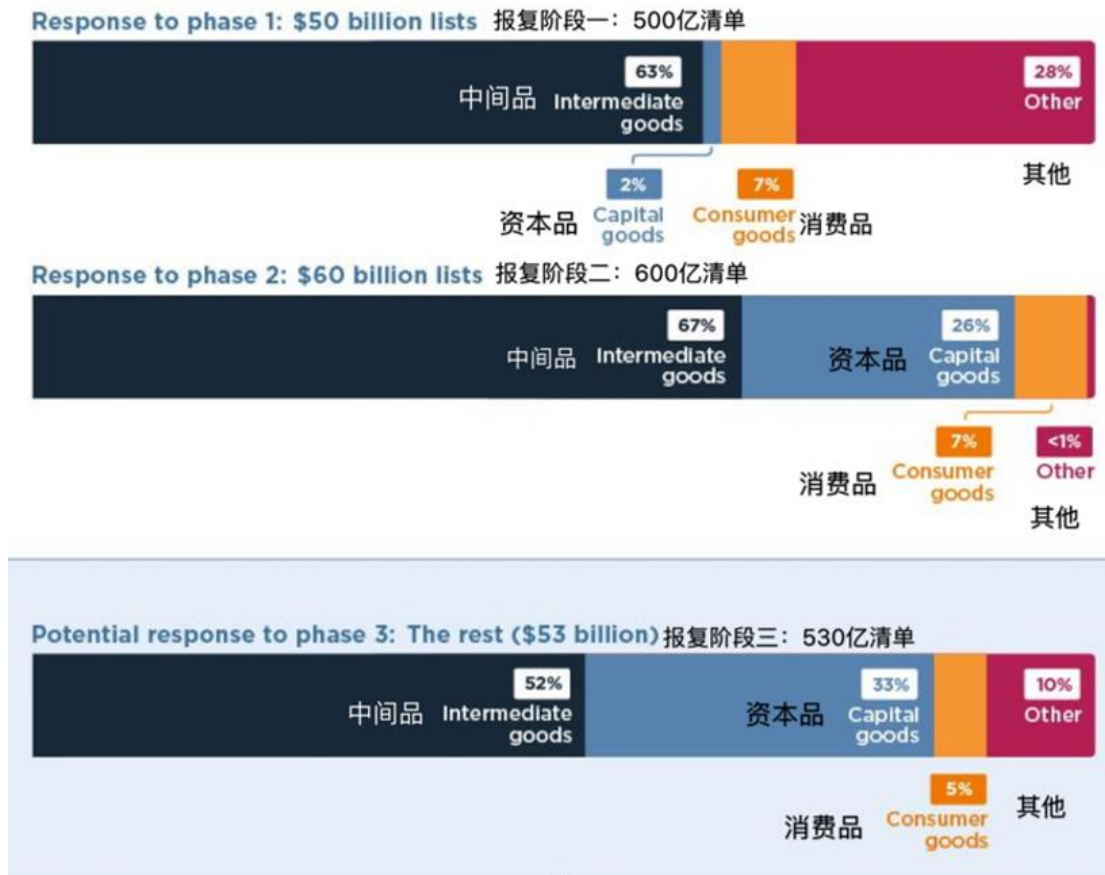 Response to phase 1: $50 billion lists 报复阶段一：500亿清单
63%
28%
中间品 Intermediate goods
Other
其他
2%
7%
资本品 Capital goods
Consumer goods 消费品
Response to phase 2: $60 billion lists 报复阶段二：600亿清单
67%
26%
中间品 Intermediate goods
资本品 Capital goods
7%
<1%
消费品 Consumer goods
Other
其他
Potential response to phase 3: The rest ($53 billion) 报复阶段三：530亿清单
52%
33%
10%
中间品 Intermediate goods
资本品 Capital goods
Other
5%
其他
消费品 Consumer goods